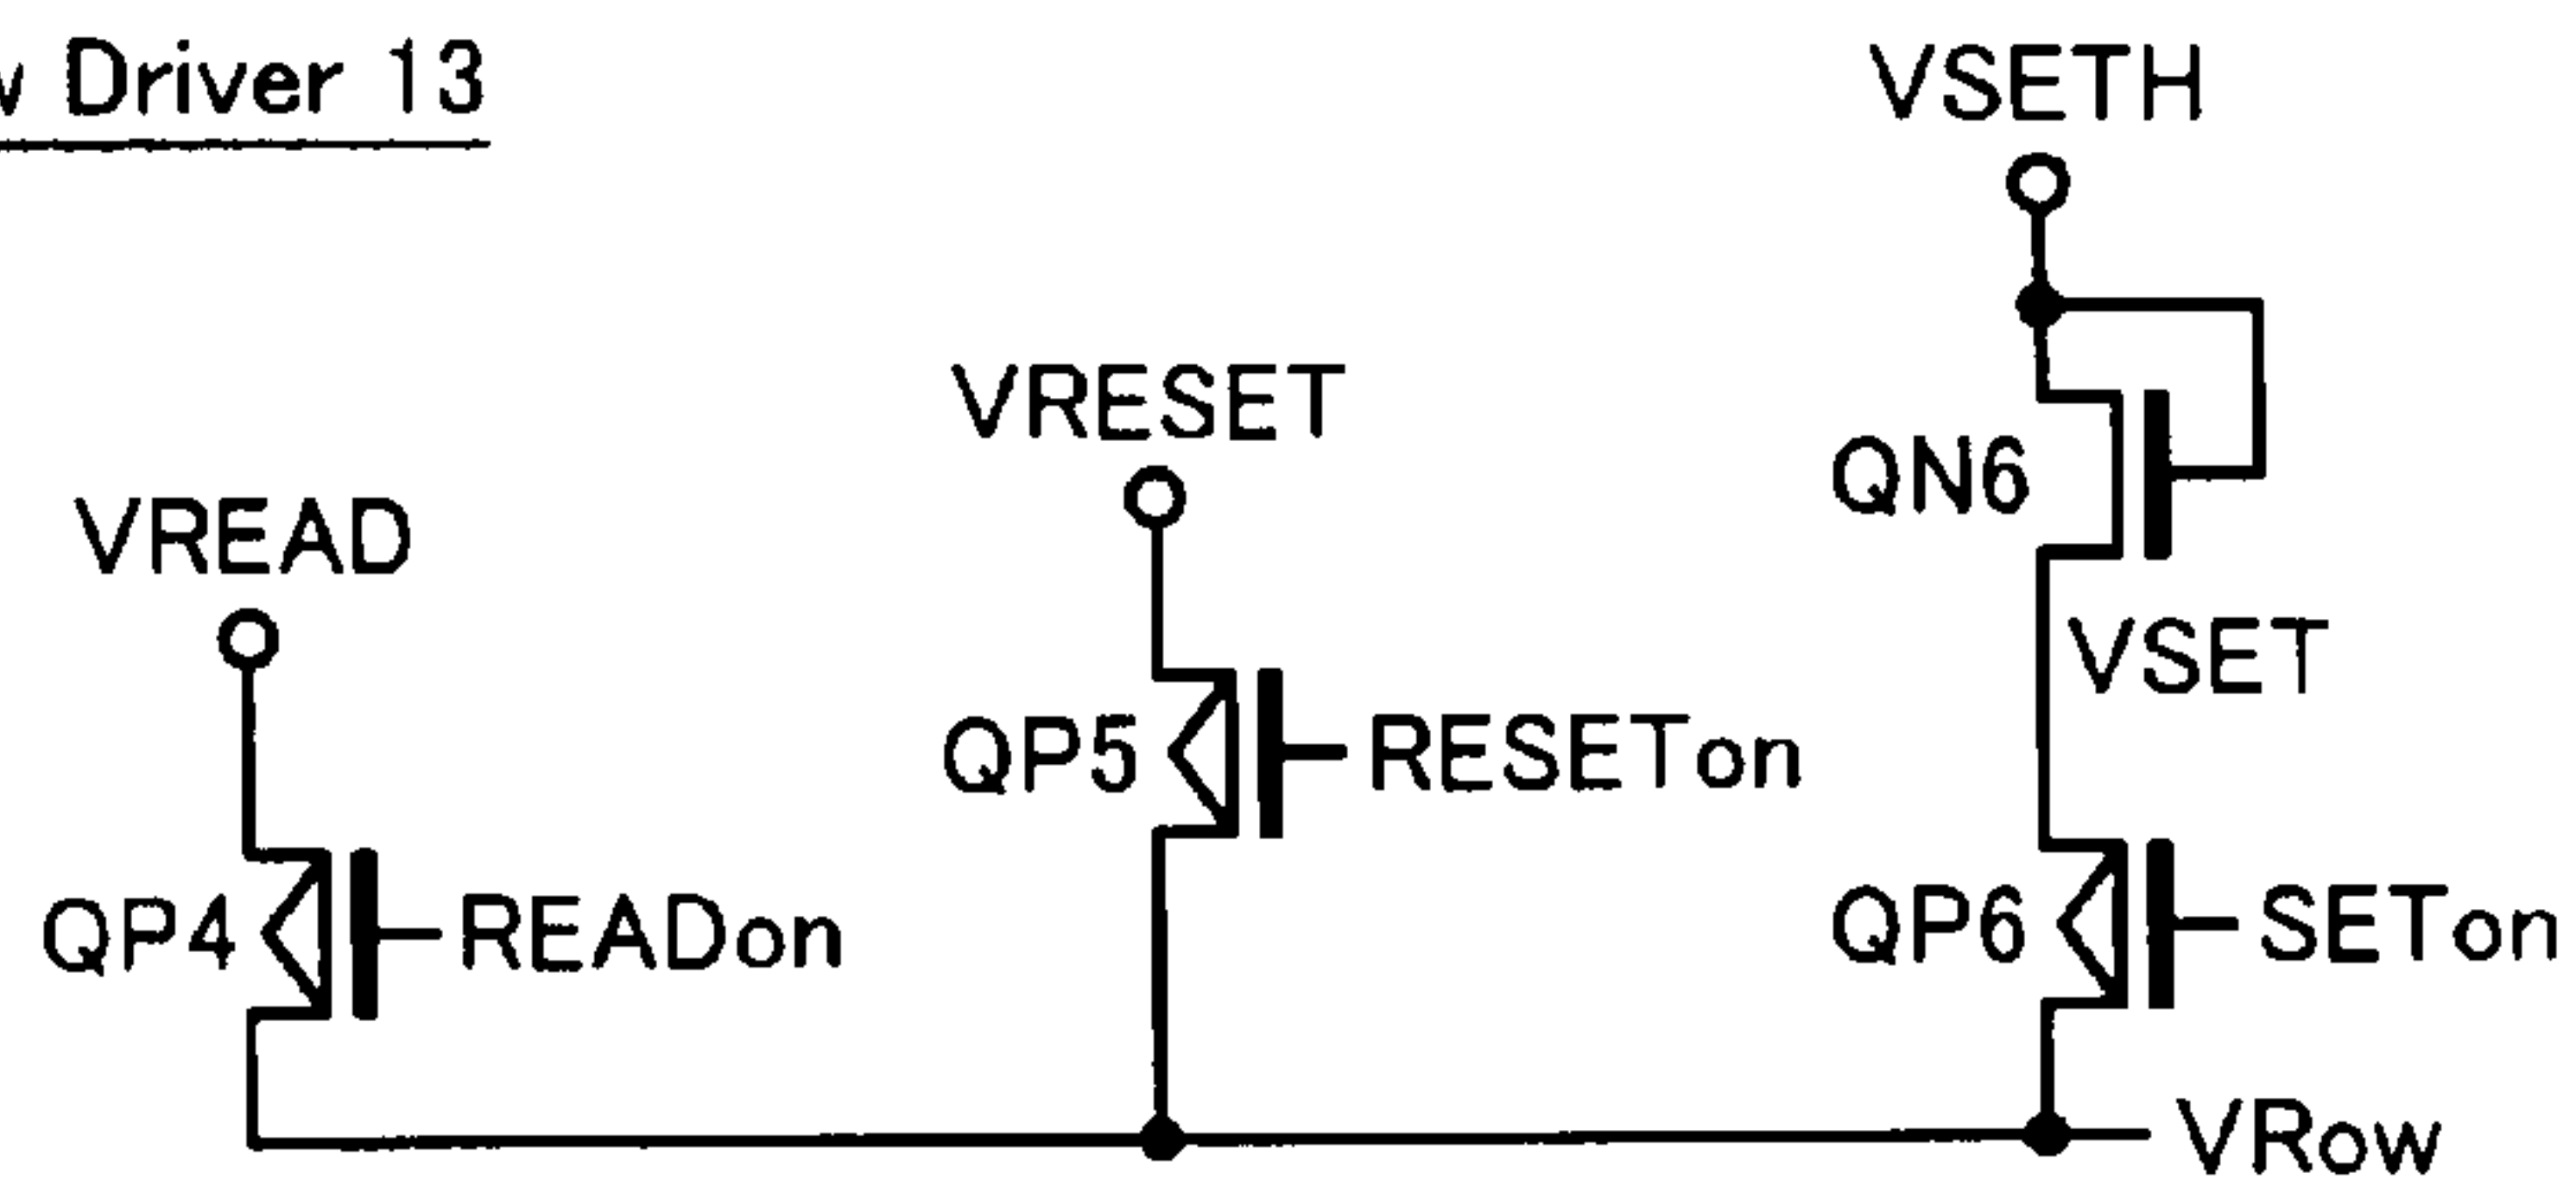 Driver 13
VSETH
VRESET
QN6
VREAD
VSET
QP5
RESETon
QP4
READon
QP6
SETon
VRow